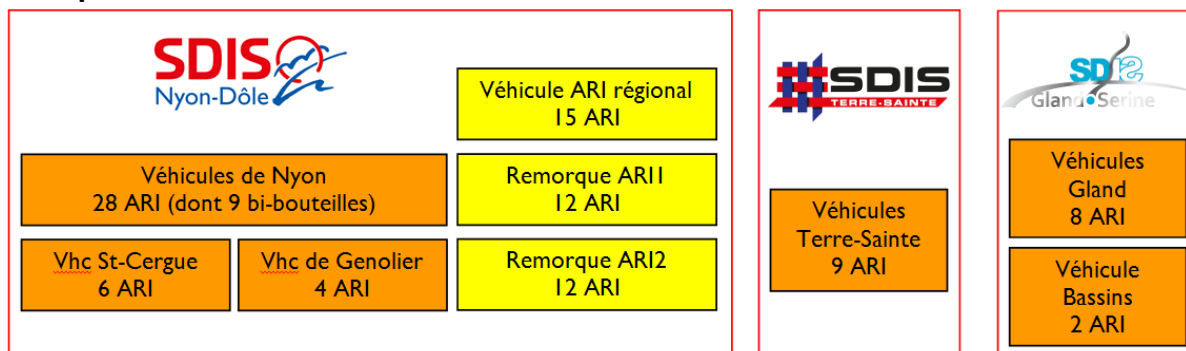 SDIS
Nyon-Dôle
Véhicule ARI régional
15 ARI
Véhicules de Nyon
28 ARI (dont 9 bi-bouteilles)
Remorque ARI1
12 ARI
Vhc St-Cergue
6 ARI
Vhc de Genolier
4 ARI
Remorque ARI2
12 ARI
SDIS
TERRE-SAINTE
Véhicules
Terre-Sainte
9 ARI
SDIS
Gland•Serine
Véhicules
Gland
8 ARI
Véhicule
Bassins
2 ARI